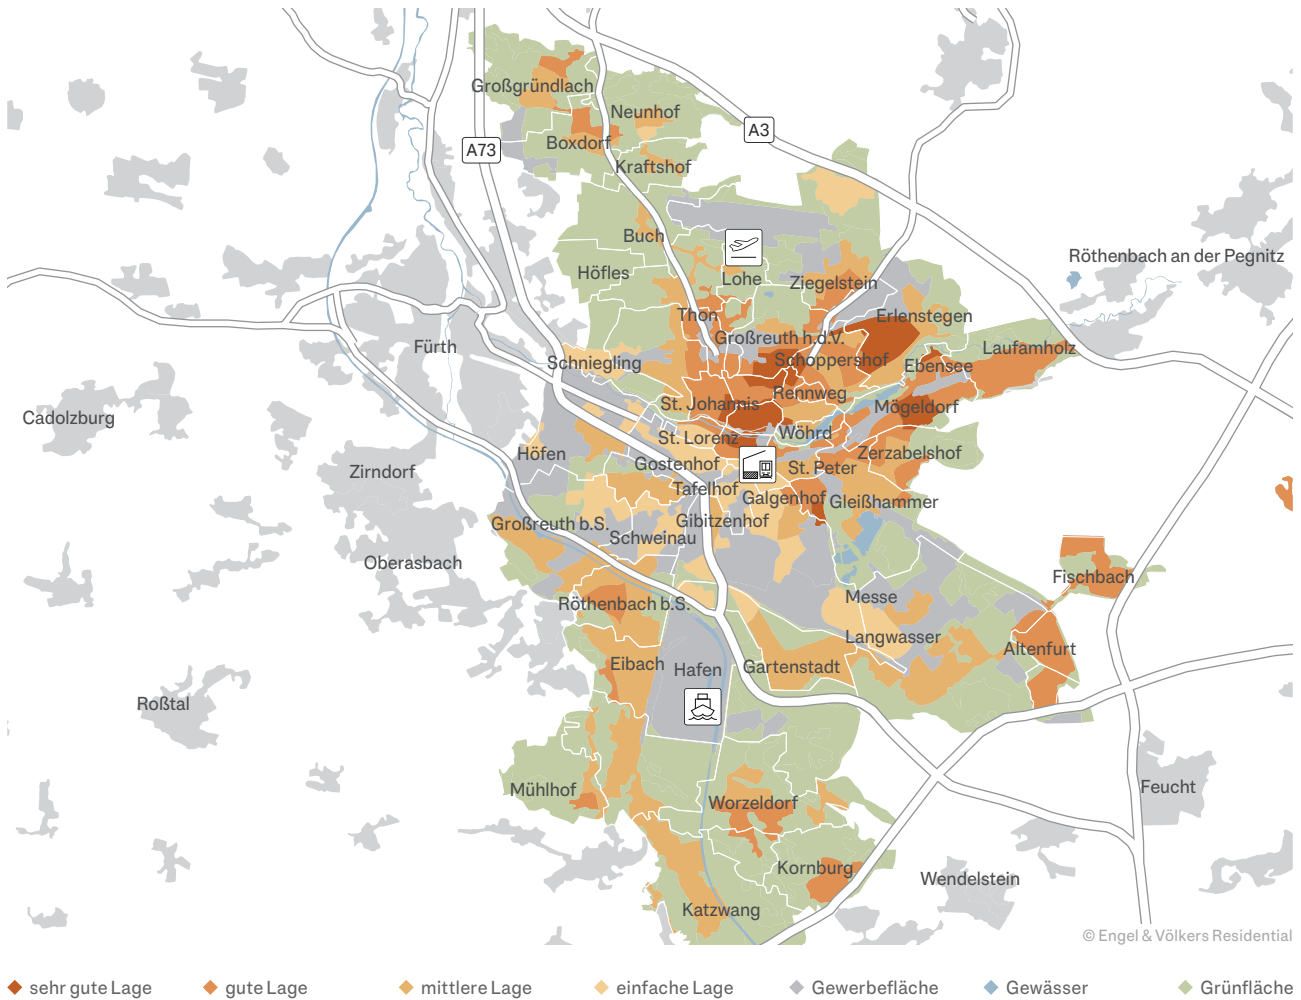 Großgründlach
Neunhof
A3
Boxdorf
A73
Kraftshof
Buch
Röthenbach an der Pegnitz
Höfles
Lohe
Ziegelstein
Thon
Erlenstegen
Großreuth h.d.V.
Fürth
Laufamholz
Schniegling
Schoppershof
Ebensee
Rennweg
St. Johannis
Mögeldorf
Cadolzburg
Wöhrd
St. Lorenz
Höfen
Zerzabelshof
Gostenhof
St. Peter
Zirndorf
Tafelhof
Galgenhof
Gleißhammer
Großreuth b.S.
Gibitzenhof
Schweinau
Oberasbach
Fischbach
Messe
Röthenbach b.S.
Langwasser
Altenfurt
Eibach
Hafen
Gartenstadt
Roßtal
Feucht
Mühlhof
Worzeldorf
Kornburg
Wendelstein
Katzwang
© Engel & Völkers Residential
sehr gute Lage
gute Lage
mittlere Lage
einfache Lage
Gewerbefläche
Gewässer
Grünfläche